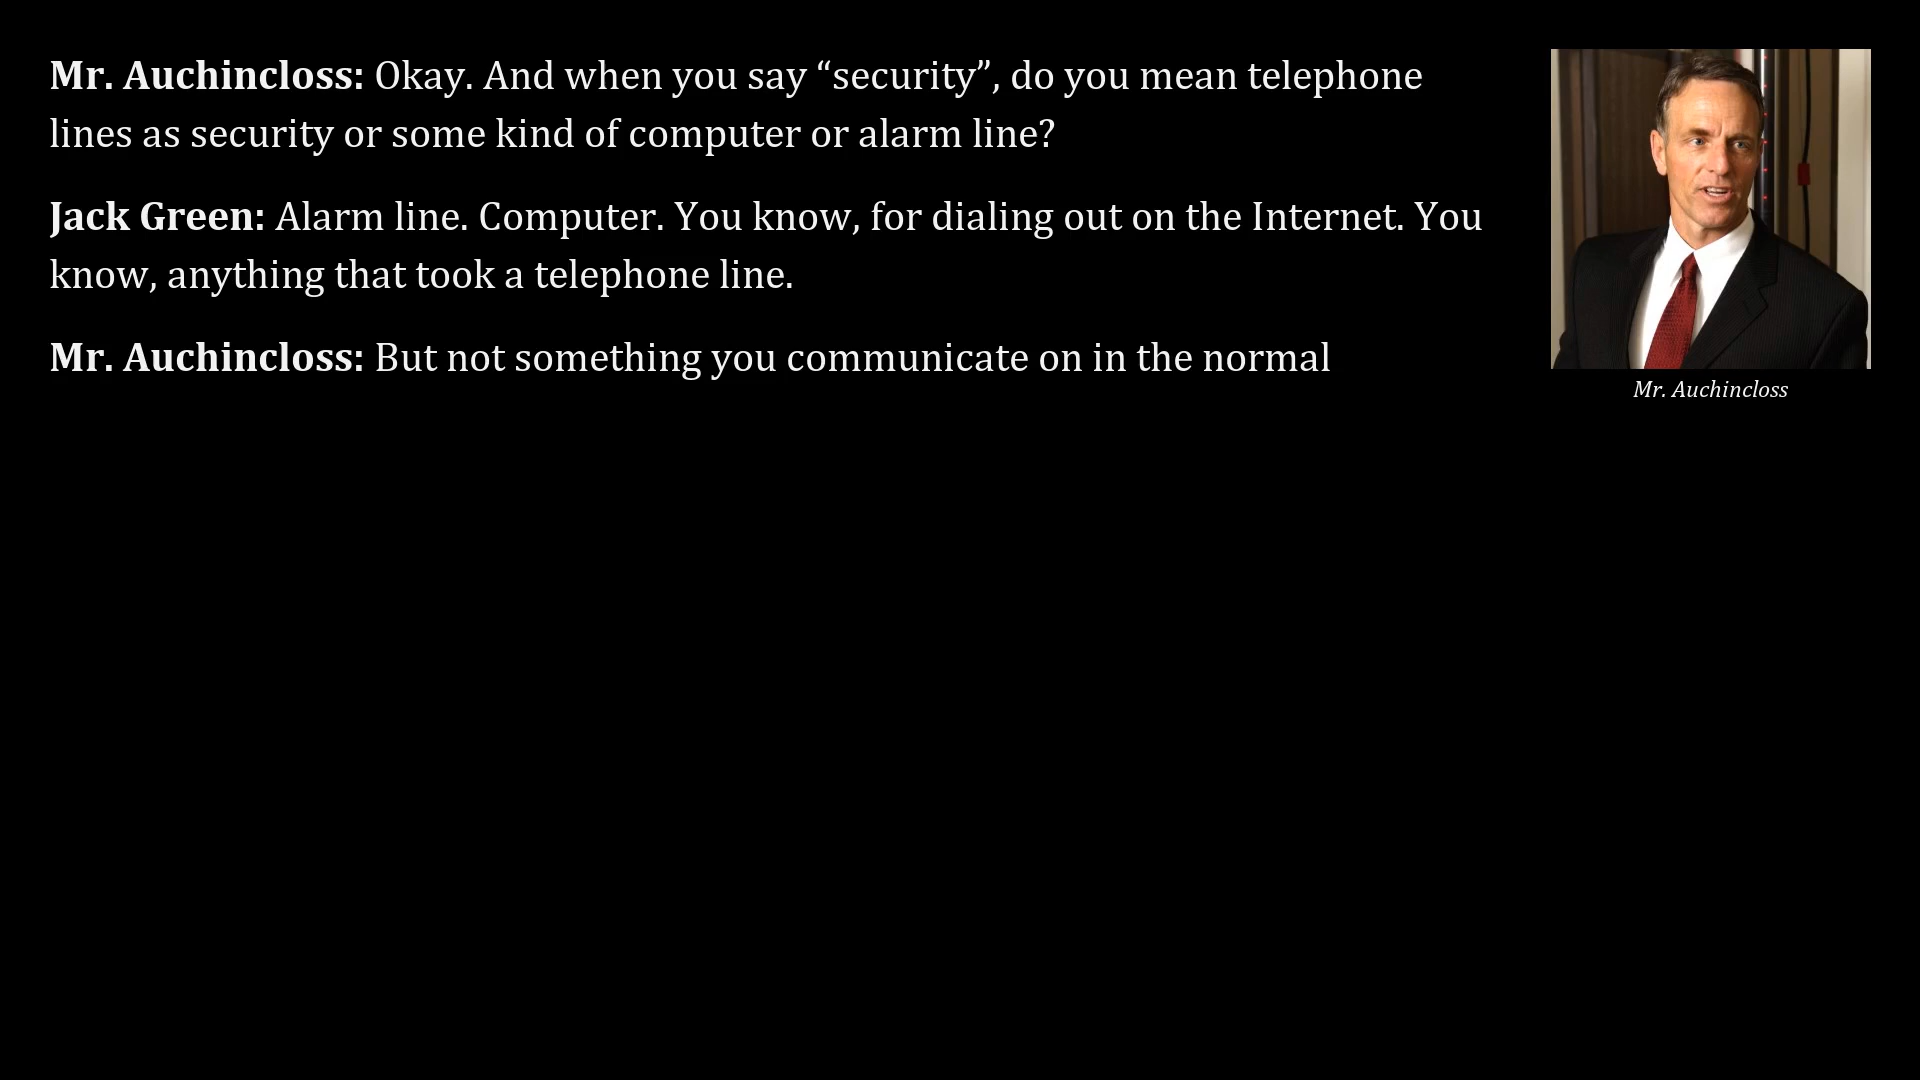 Mr. Auchincloss: Okay. And when you say “security”, do you mean telephone
lines as security or some kind of computer or alarm line?
Jack Green: Alarm line. Computer. You know, for dialing out on the Internet. You
know, anything that took a telephone line.
Mr. Auchincloss: But not something you communicate on in the normal
Mr. Auchincloss